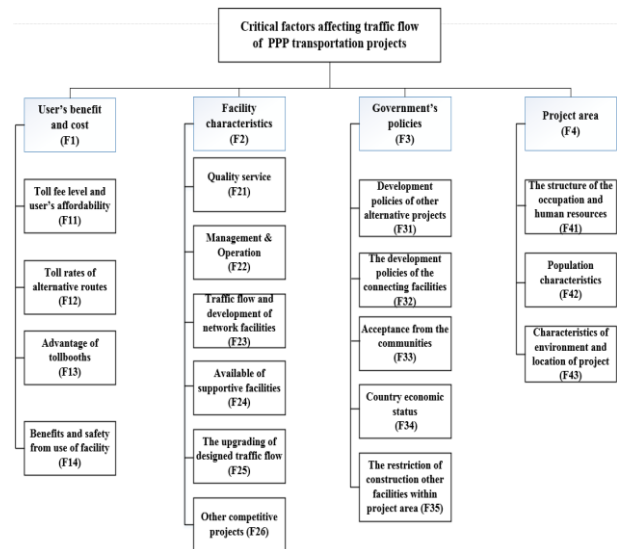 Critical factors affecting traffic flow
of PPP transportation projects
User's benefit
and cost
(F1)
Toll fee level and
user's affordability
(F11)
Toll rates of
alternative routes
(F12)
Advantage of
tollbooths
(F13)
Benefits and safety
from use of facility
(F14)
Facility
characteristics
(F2)
Quality service
(F21)
Management &
Operation
(F22)
Traffic flow and
development of
network facilities
(F23)
Available of
supportive facilities
(F24)
The upgrading of
designed traffic flow
(F25)
Other competitive
projects (F26)
Government's
policies
(F3)
Development
policies of other
alternative projects
(F31)
The development
policies of the
connecting facilities
(F32)
Acceptance from the
communities
(F33)
Country economic
status
(F34)
The restriction of
construction other
facilities within
project area (F35)
Project area
(F4)
The structure of the
occupation and
human resources
(F41)
Population
characteristics
(F42)
Characteristics of
environment and
location of project
(F43)